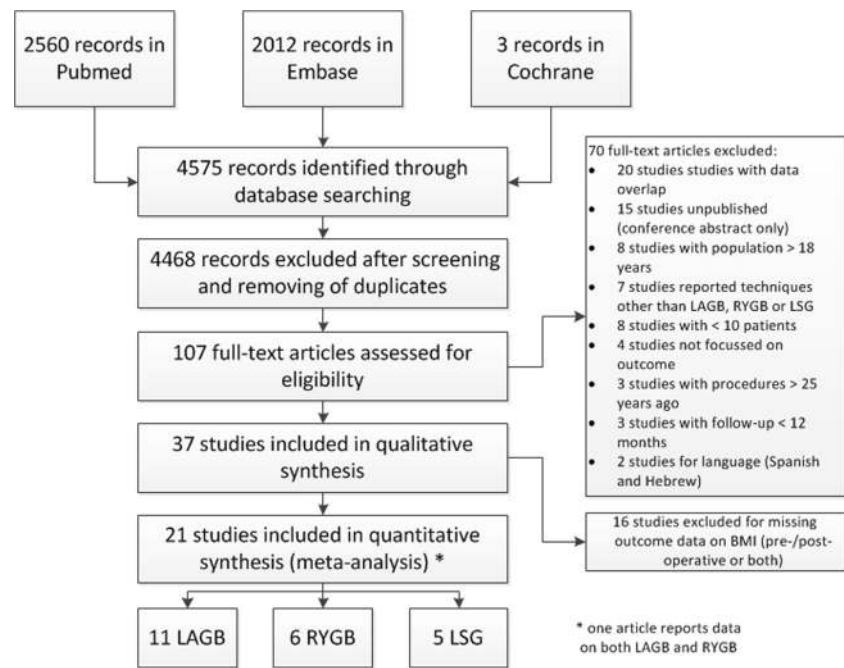 2560 records in
Pubmed
2012 records in
Embase
3 records in
Cochrane
4575 records identified through
database searching
4468 records excluded after screening
and removing of duplicates
107 full-text articles assessed for
eligibility
37 studies included in qualitative
synthesis
21 studies included in quantitative
synthesis (meta-analysis) *
11 LAGB
6 RYGB
5 LSG
70 full-text articles excluded:
• 20 studies studies with data
overlap
• 15 studies unpublished
(conference abstract only)
• 8 studies with population > 18
years
• 7 studies reported techniques
other than LAGB, RYGB or LSG
• 8 studies with < 10 patients
• 4 studies not focussed on
outcome
• 3 studies with procedures > 25
years ago
• 3 studies with follow-up < 12
months
• 2 studies for language (Spanish
and Hebrew)
16 studies excluded for missing
outcome data on BMI (pre-/post-
operative or both)
* one article reports data
on both LAGB and RYGB